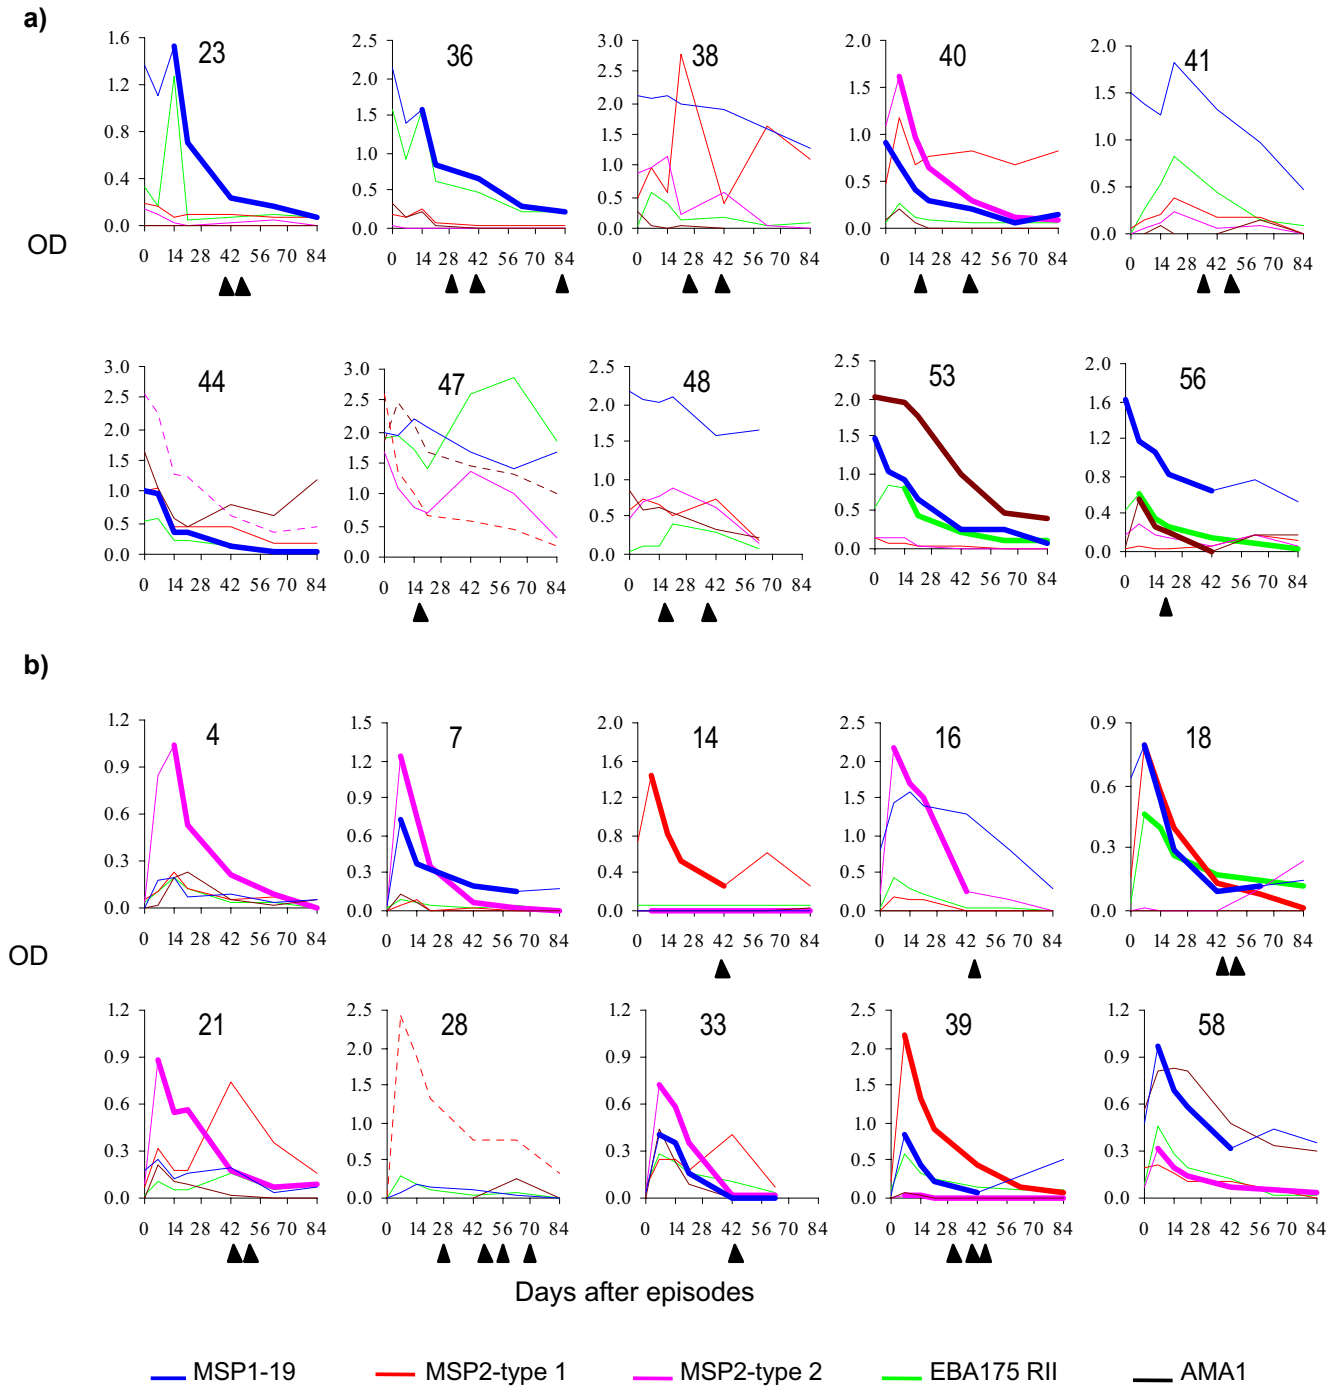 a)
23 36 38 40 41
1.6 1.2 0.8 0.4 0.0
2.5 2.0 1.5 1.0 0.5 0.0
3.0 2.5 2.0 1.5 1.0 0.5 0.0
2.0 1.5 1.0 0.5 0.0
2.0 1.5 1.0 0.5 0.0
OD
0 14 28 42 56 70 84
0 14 28 42 56 70 84
0 14 28 42 56 70 84
0 14 28 42 56 70 84
0 14 28 42 56 70 84
44 47 48 53 56
3.0 2.5 2.0 1.5 1.0 0.5 0.0
3.0 2.5 2.0 1.5 1.0 0.5 0.0
2.5 2.0 1.5 1.0 0.5 0.0
2.5 2.0 1.5 1.0 0.5 0.0
2.0 1.6 1.2 0.8 0.4 0.0
0 14 28 42 56 70 84
0 14 28 42 56 70 84
0 14 28 42 56 70 84
0 14 28 42 56 70 84
0 14 28 42 56 70 84
b)
4 7 14 16 18
1.2 0.9 0.6 0.3 0.0
1.5 1.2 0.9 0.6 0.3 0.0
2.0 1.6 1.2 0.8 0.4 0.0
2.5 2.0 1.5 1.0 0.5 0.0
0.9 0.6 0.3 0.0
0 14 28 42 56 70 84
0 14 28 42 56 70 84
0 14 28 42 56 70 84
0 14 28 42 56 70 84
0 14 28 42 56 70 84
OD
21 28 33 39 58
1.2 0.9 0.6 0.3 0.0
2.5 2.0 1.5 1.0 0.5 0.0
1.2 0.9 0.6 0.3 0.0
2.5 2.0 1.5 1.0 0.5 0.0
1.2 0.9 0.6 0.3 0.0
0 14 28 42 56 70 84
0 14 28 42 56 70 84
0 14 28 42 56 70 84
0 14 28 42 56 70 84
0 14 28 42 56 70 84
Days after episodes
MSP1-19 MSP2-type 1 MSP2-type 2 EBA175 RII AMA1